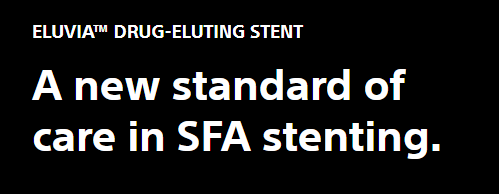 ELUVIA™ DRUG-ELUTING STENT
A new standard of
care in SFA stenting.